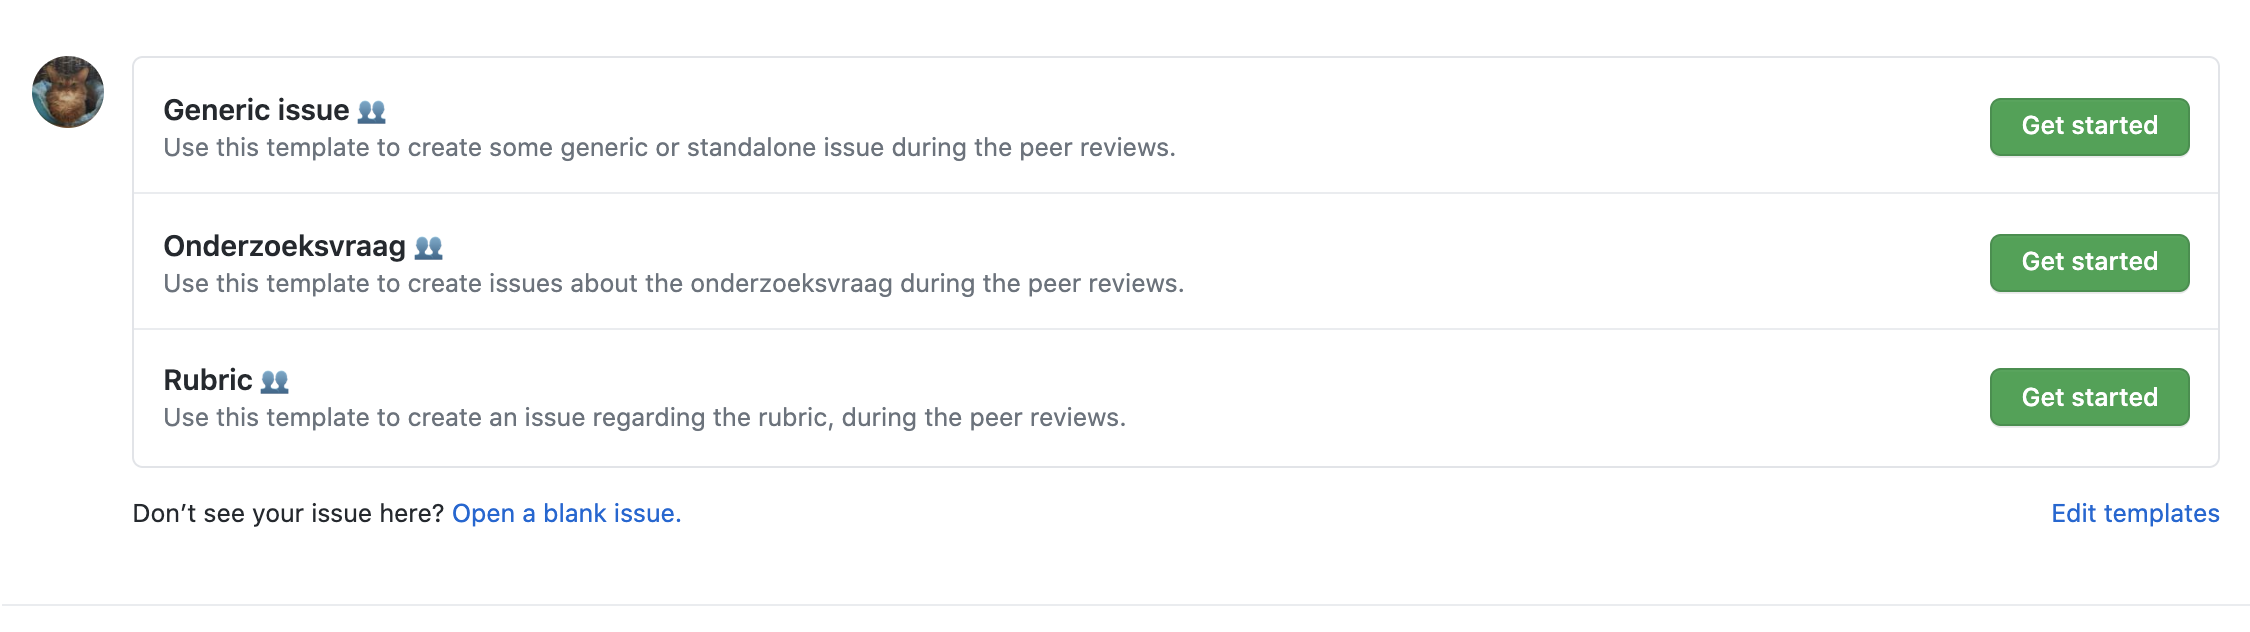 Generic issue 👥
Get started
Use this template to create some generic or standalone issue during the peer reviews.
Onderzoeksvraag 👥
Get started
Use this template to create issues about the onderzoeksvraag during the peer reviews.
Rubric 👥
Get started
Use this template to create an issue regarding the rubric, during the peer reviews.
Don’t see your issue here? Open a blank issue.
Edit templates